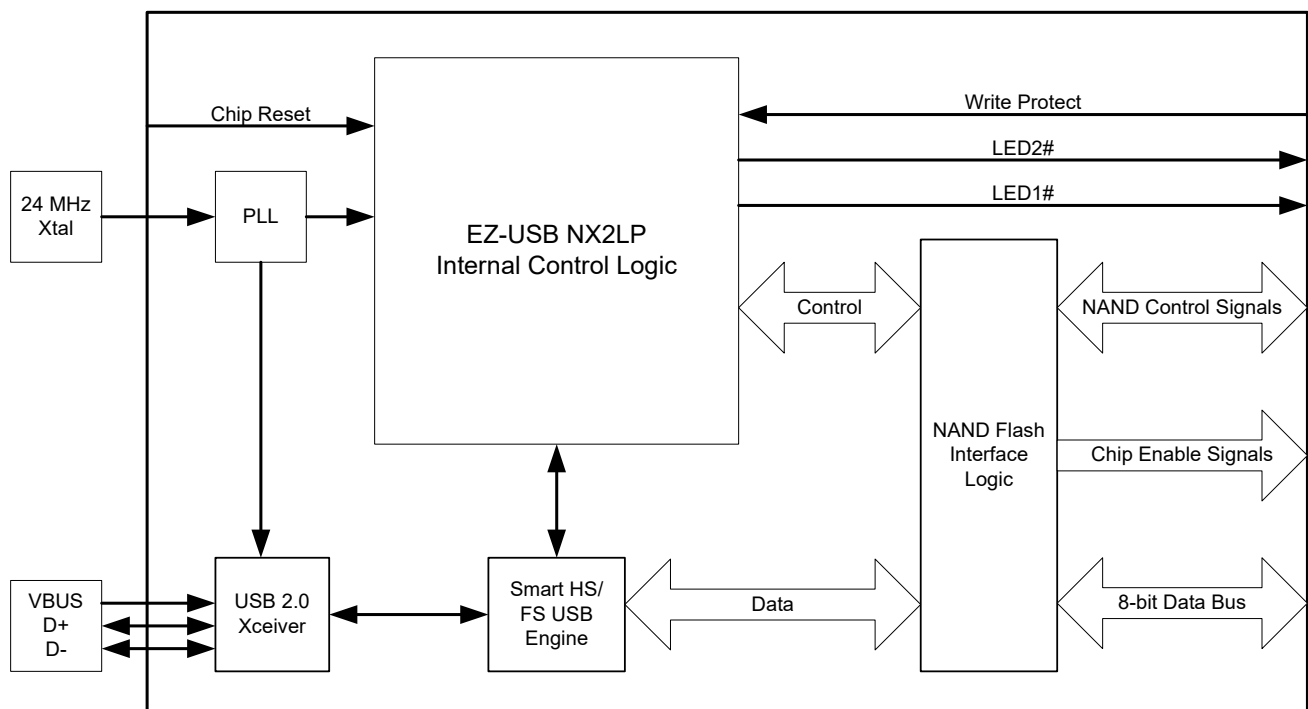 Chip Reset
Write Protect
LED2#
LED1#
24 MHz
Xtal
PLL
EZ-USB NX2LP
Internal Control Logic
Control
NAND Control Signals
NAND Flash
Interface
Logic
Chip Enable Signals
VBUS
D+
D-
USB 2.0
Xceiver
Smart HS/
FS USB
Engine
Data
8-bit Data Bus